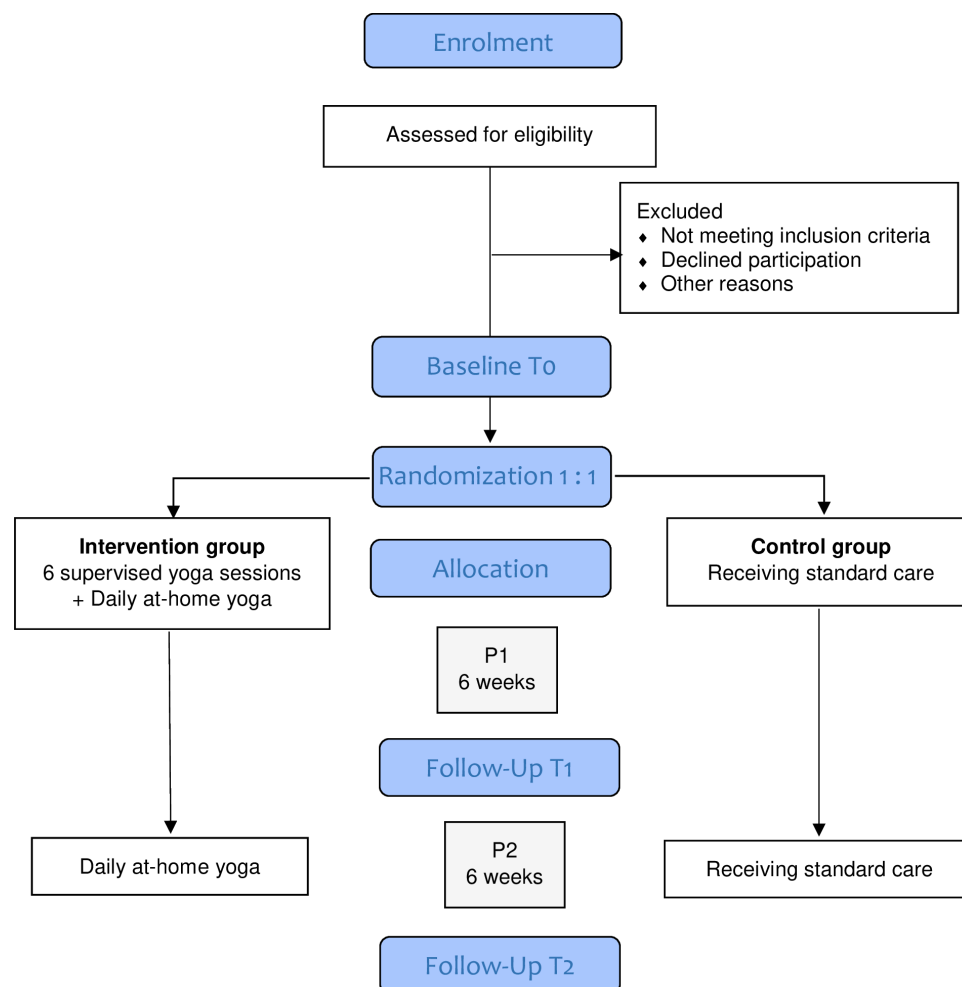 Enrolment
Assessed for eligibility
Excluded
♦ Not meeting inclusion criteria
♦ Declined participation
♦ Other reasons
Baseline T0
Randomization 1 : 1
Intervention group
6 supervised yoga sessions
+ Daily at-home yoga
Allocation
Control group
Receiving standard care
P1
6 weeks
Follow-Up T1
Daily at-home yoga
P2
6 weeks
Receiving standard care
Follow-Up T2